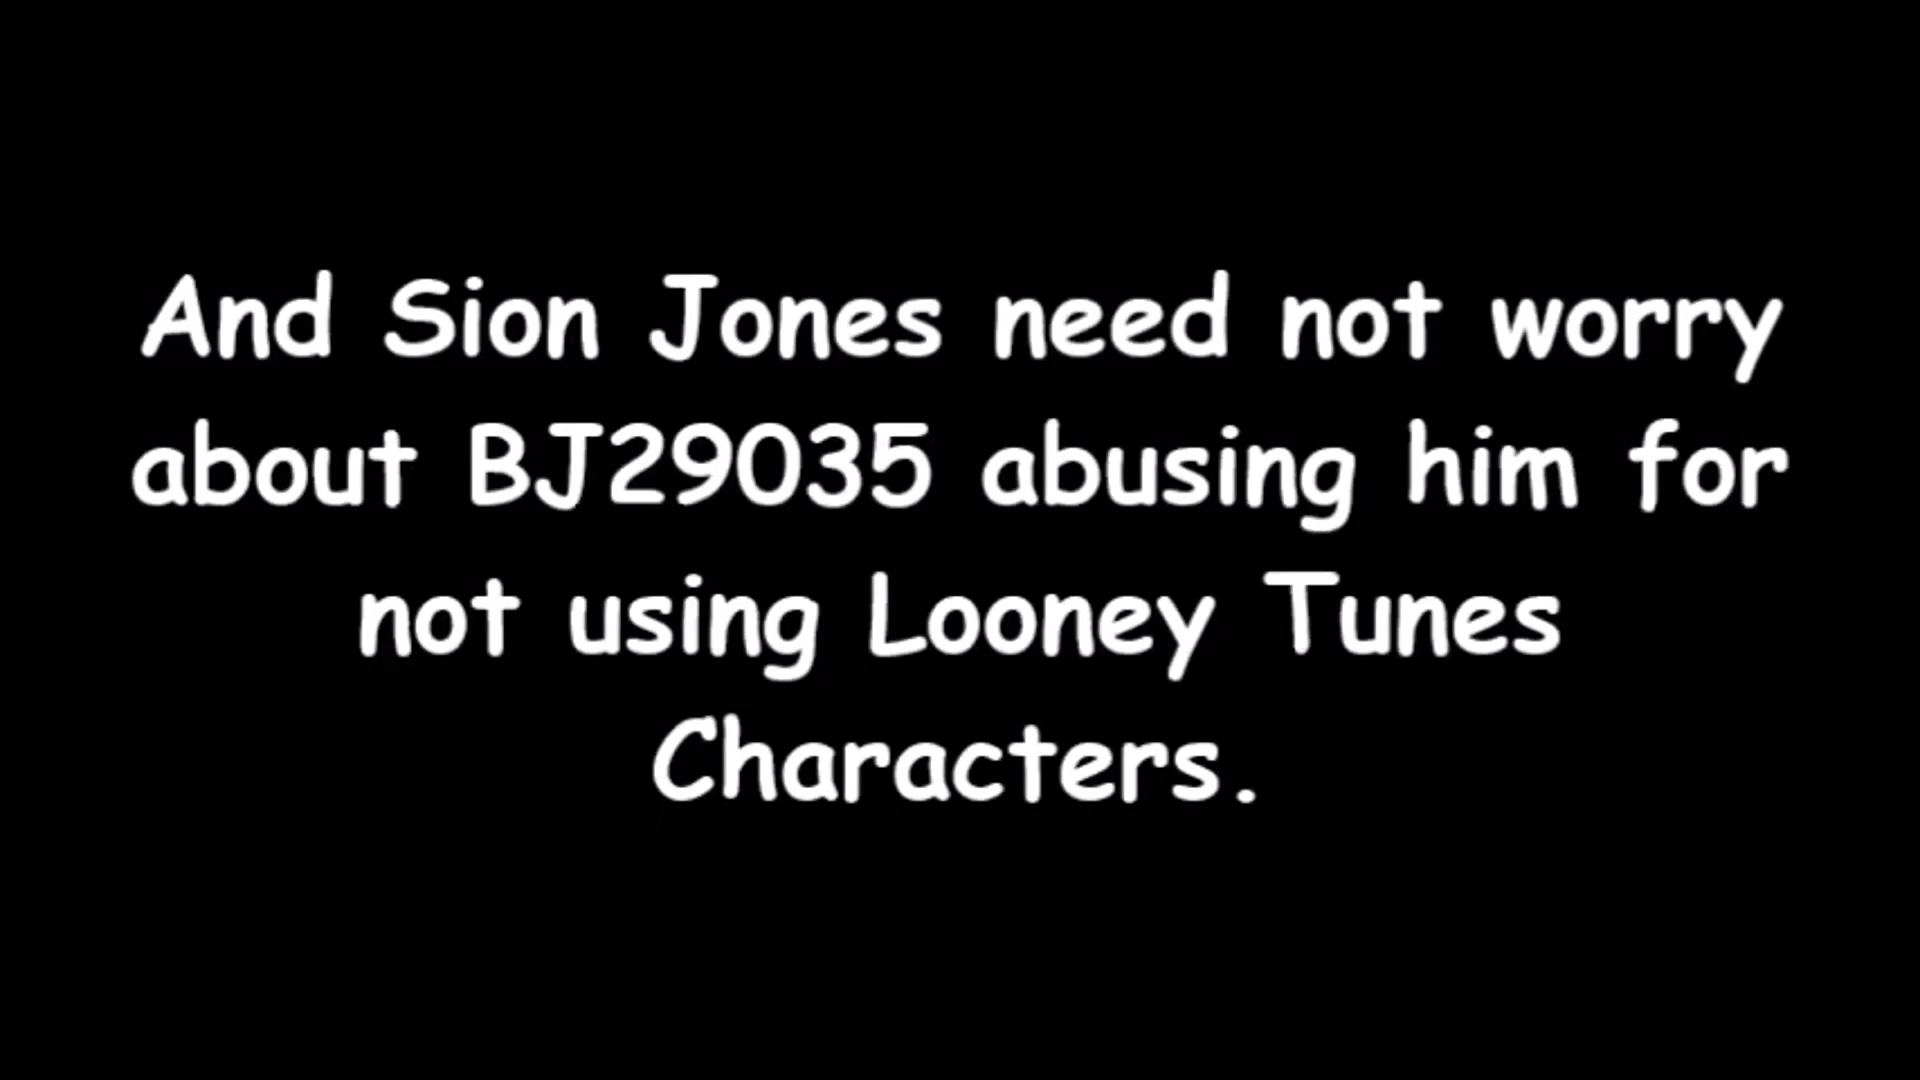 And Sion Jones need not worry
about BJ29035 abusing him for
not using Looney Tunes
Characters.